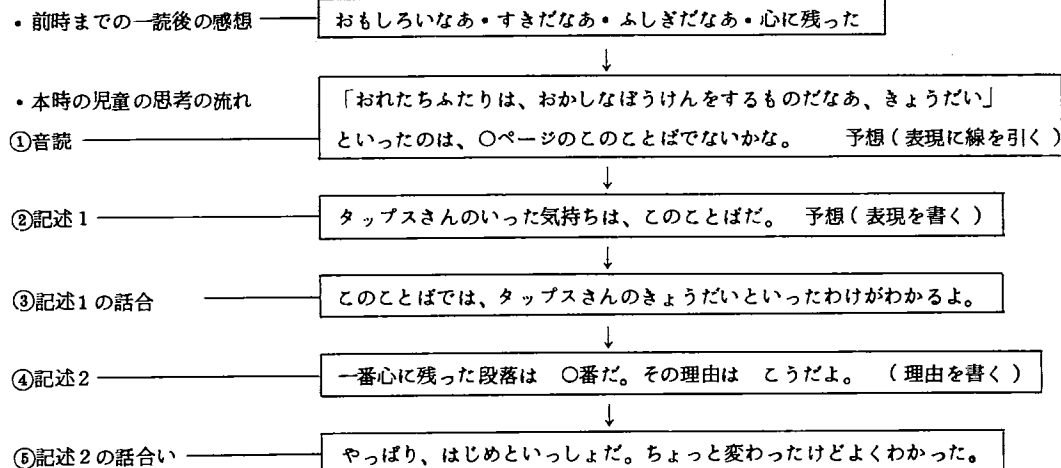 ・前時までの一読後の感想 おもしろいなあ・すきだなあ・ふしぎだなあ・心に残った
↓
・本時の児童の思考の流れ 「おれたちふたりは、おかしなぼうけんをするものだなあ、きょうだい」
①音読 といったのは、○ページのこのことばでないかな。 予想(表現に線を引く)
↓
②記述1 タップスさんのいった気持ちは、このことばだ。 予想(表現を書く)
↓
③記述1の話合 このことばでは、タップスさんのきょうだいといったわけがわかるよ。
↓
④記述2 一番心に残った段落は ○番だ。その理由は こうだよ。 (理由を書く)
↓
⑤記述2の話合い やっぱり、はじめといっしょだ。ちょっと変わったけどよくわかった。